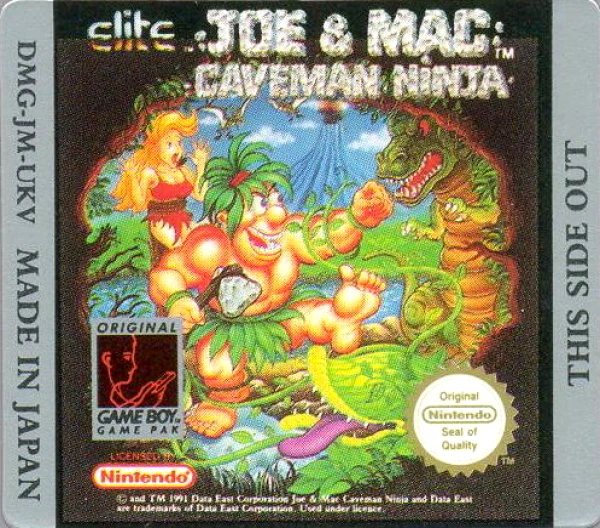 elite
JOE & MAC ™
CAVEMAN NINJA
DMG-JM-UKV MADE IN JAPAN
THIS SIDE OUT
ORIGINAL
GAME BOY™
GAME PAK
LICENSED BY
Nintendo
Original
Nintendo
Seal of
Quality
TM
© and TM 1991 Data East Corporation Joe & Mac Caveman Ninja and Data East
are trademarks of Data East Corporation. Used under licence.